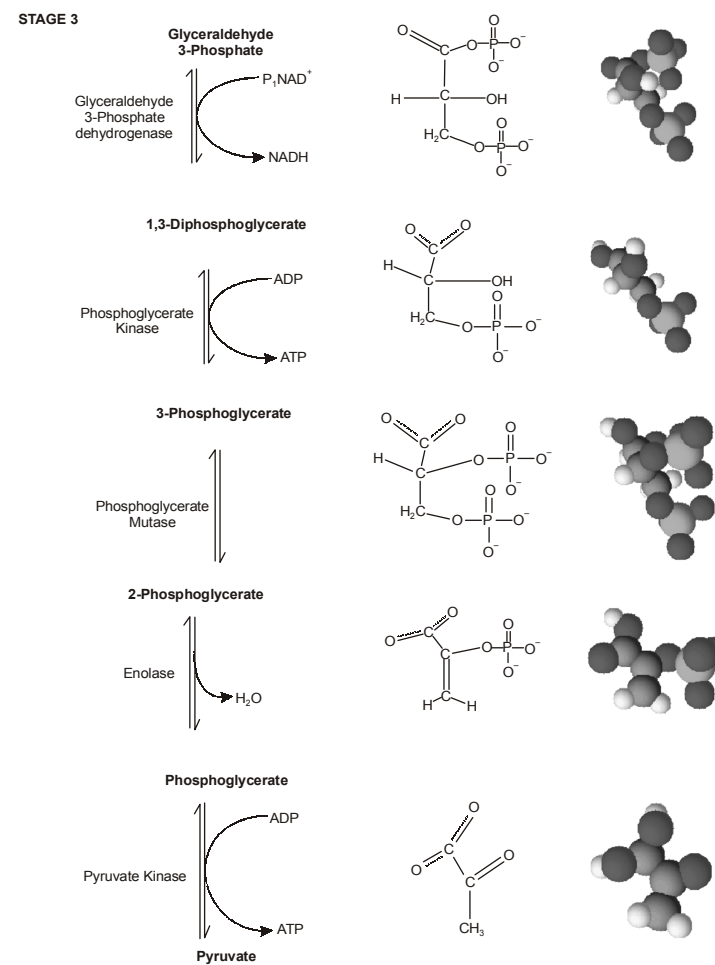 STAGE 3
Glyceraldehyde
3-Phosphate
P₁NAD⁺
Glyceraldehyde
3-Phosphate
dehydrogenase
NADH
O
O
C
O
P
O⁻
O⁻
H
C
OH
H₂C
O
O
P
O⁻
O⁻
1,3-Diphosphoglycerate
ADP
Phosphoglycerate
Kinase
ATP
O
O
C
H
C
OH
O
H₂C
O
P
O⁻
O⁻
3-Phosphoglycerate
Phosphoglycerate
Mutase
O
O
C
O
H
C
O
P
O⁻
O⁻
O
H₂C
O
P
O⁻
O⁻
2-Phosphoglycerate
Enolase
H₂O
O
O
C
O
C
O
P
O⁻
O⁻
C
H
H
Phosphoglycerate
ADP
Pyruvate Kinase
ATP
Pyruvate
O
C
O
O
C
CH₃